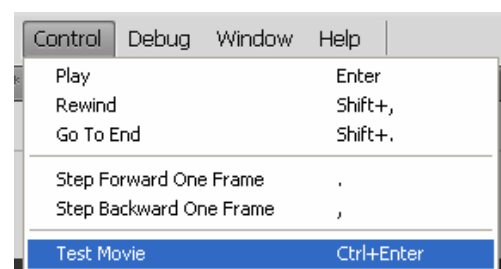 Control Debug Window Help
Play Enter
Rewind Shift+,
Go To End Shift+.
Step Forward One Frame .
Step Backward One Frame ,
Test Movie Ctrl+Enter